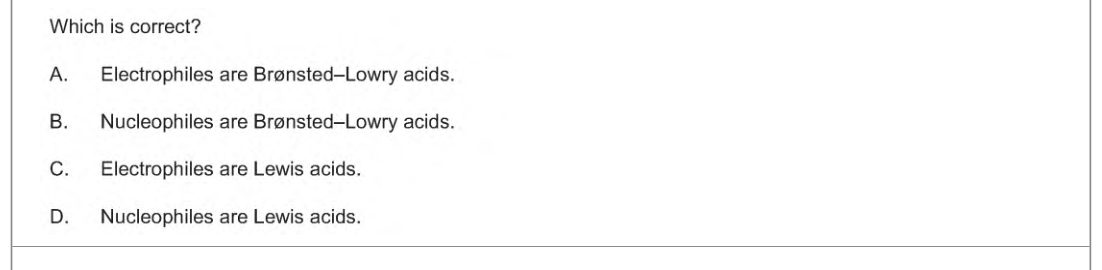 Which is correct?
A. Electrophiles are Brønsted–Lowry acids.
B. Nucleophiles are Brønsted–Lowry acids.
C. Electrophiles are Lewis acids.
D. Nucleophiles are Lewis acids.